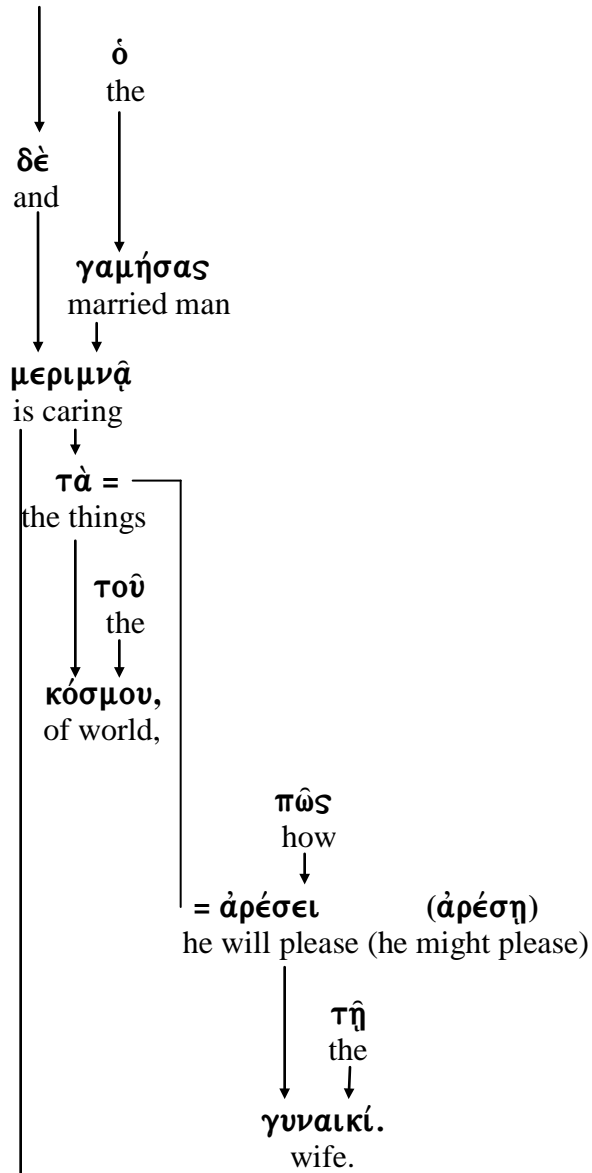 ὁ
the
δὲ
and
γαμήσας
married man
μεριμνᾷ
is caring
τὰ =
the things
τοῦ
the
κόσμου,
of world,
πῶς
how
= ἀρέσει (ἀρέσῃ)
he will please (he might please)
τῇ
the
γυναικί.
wife.